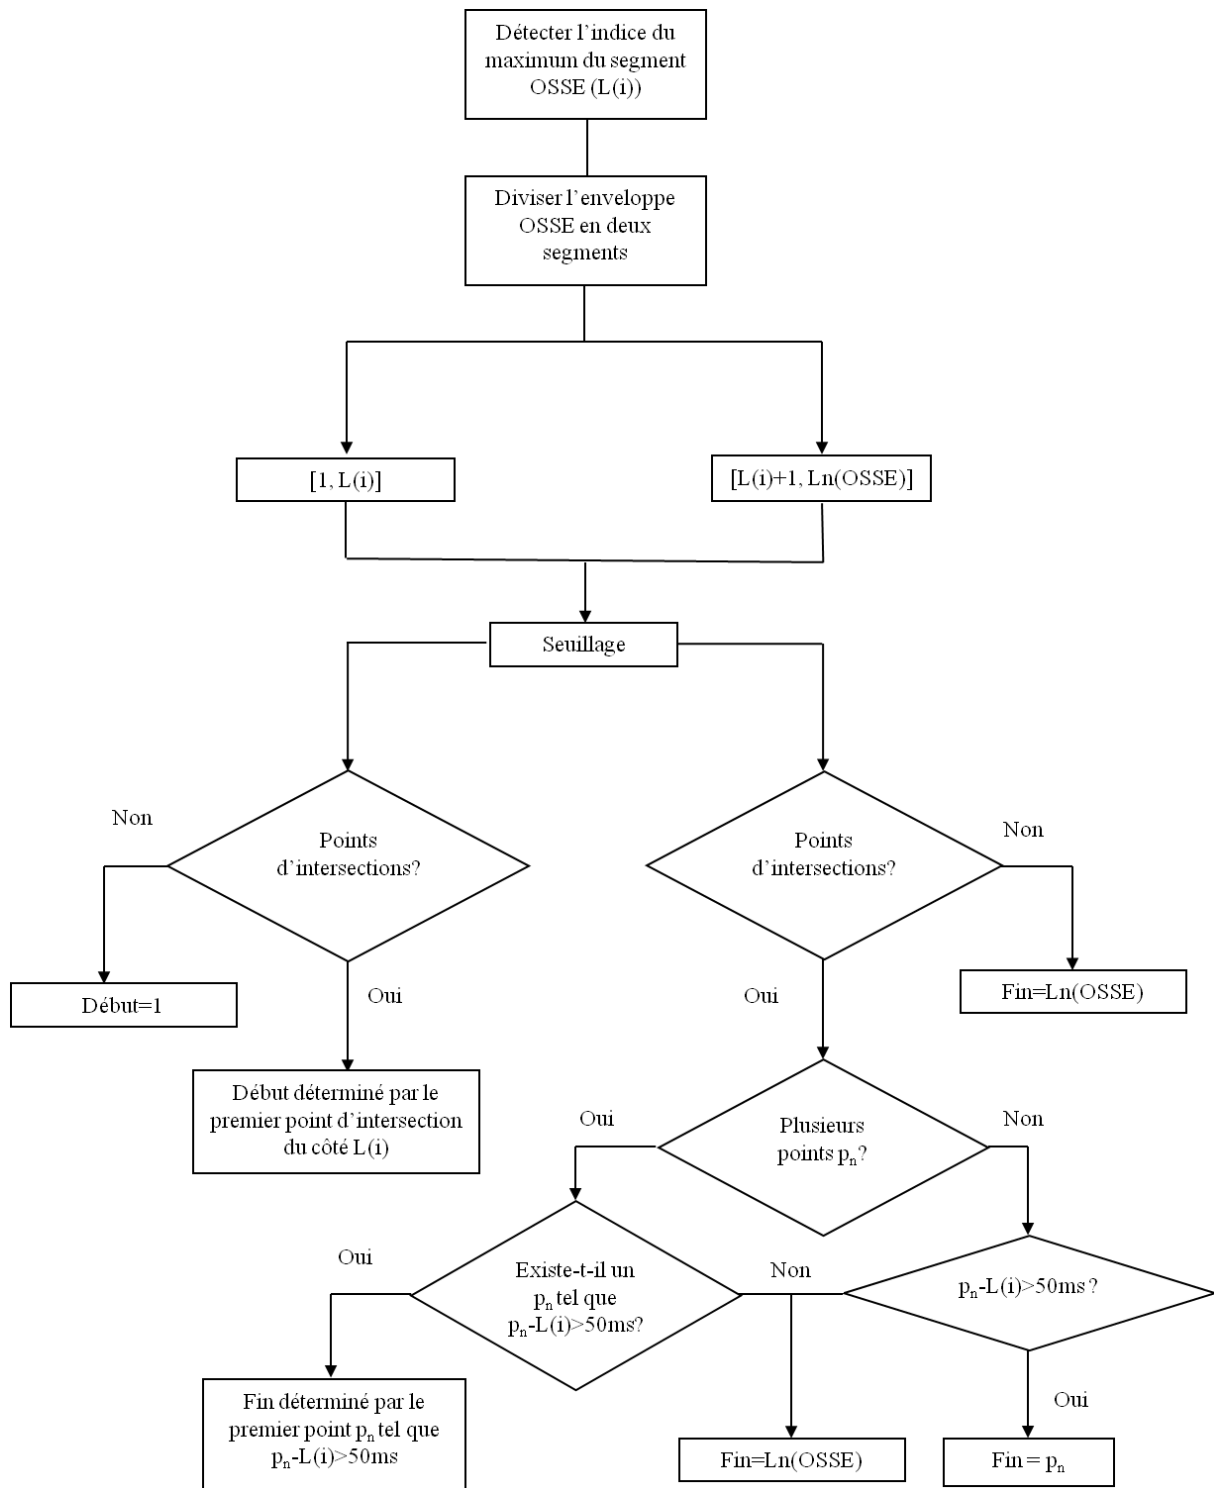 Détecter l'indice du
maximum du segment
OSSE (L(i))
Diviser l'enveloppe
OSSE en deux
segments
[1, L(i)]
[L(i)+1, Ln(OSSE)]
Seuillage
Non
Points
d'intersections?
Points
d'intersections?
Non
Début=1
Oui
Oui
Fin=Ln(OSSE)
Début déterminé par le
premier point d'intersection
du côté L(i)
Oui
Plusieurs
points pₙ?
Non
Oui
Existe-t-il un
pₙ tel que
pₙ-L(i)>50ms?
Non
pₙ-L(i)>50ms ?
Fin déterminé par le
premier point pₙ tel que
pₙ-L(i)>50ms
Fin=Ln(OSSE)
Oui
Fin = pₙ